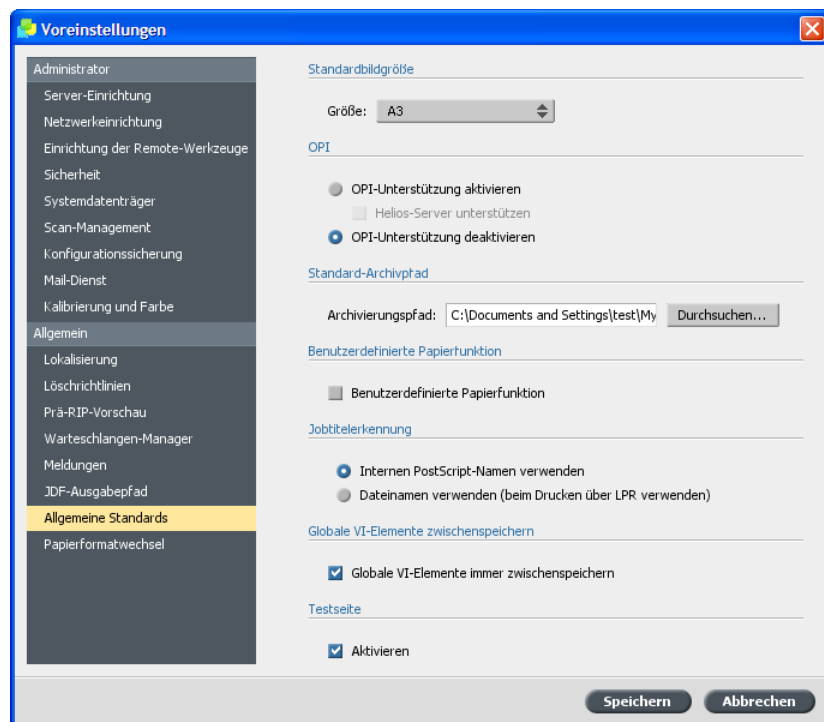 Voreinstellungen
Administrator
Server-Einrichtung
Netzwerkeinrichtung
Einrichtung der Remote-Werkzeuge
Sicherheit
Systemdatenträger
Scan-Management
Konfigurationssicherung
Mail-Dienst
Kalibrierung und Farbe
Allgemein
Lokalisierung
Löschrichtlinien
Prä-RIP-Vorschau
Warteschlangen-Manager
Meldungen
JDF-Ausgabepfad
Allgemeine Standards
Papierformatwechsel
Standardbildgröße
Größe: A3
OPI
OPI-Unterstützung aktivieren
Helios-Server unterstützen
OPI-Unterstützung deaktivieren
Standard-Archivpfad
Archivierungspfad: C:\Documents and Settings\test\My Durchsuchen...
Benutzerdefinierte Papierfunktion
Benutzerdefinierte Papierfunktion
Jobtitelerkennung
Internen PostScript-Namen verwenden
Dateinamen verwenden (beim Drucken über LPR verwenden)
Globale VI-Elemente zwischenspeichern
Globale VI-Elemente immer zwischenspeichern
Testseite
Aktivieren
Speichern Abbrechen